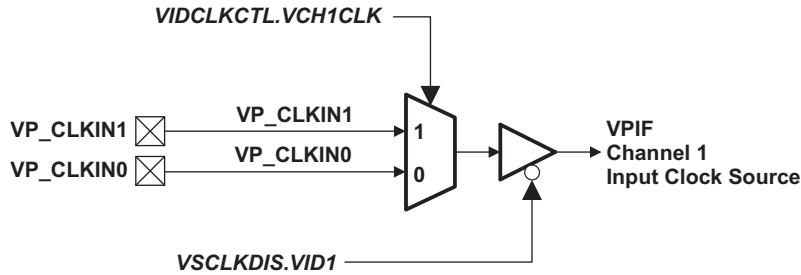 VIDCLKCTL.VCH1CLK
VP_CLKIN1 VP_CLKIN1 1
VP_CLKIN0 VP_CLKIN0 0
VPIF
Channel 1
Input Clock Source
VSCLKDIS.VID1